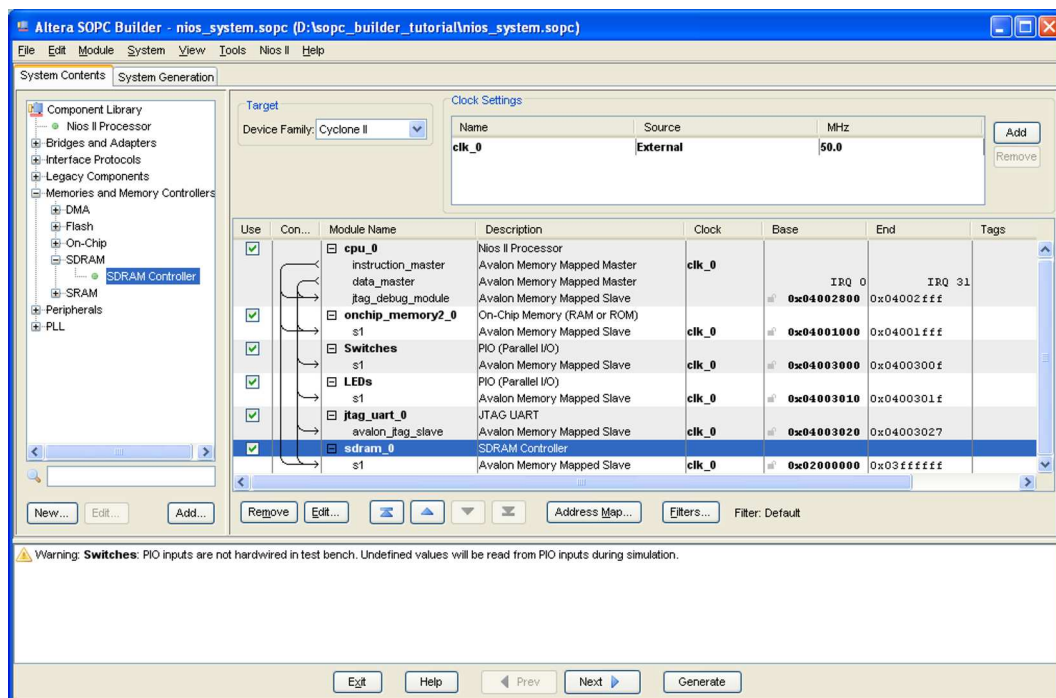 Altera SOPC Builder - nios_system.sopc (D:\sopc_builder_tutorial\nios_system.sopc)
File Edit Module System View Tools Nios II Help
System Contents System Generation
Component Library
Nios II Processor
Bridges and Adapters
Interface Protocols
Legacy Components
Memories and Memory Controllers
DMA
Flash
On-Chip
SDRAM
SDRAM Controller
SRAM
Peripherals
PLL
New... Edit... Add...
Target
Device Family: Cyclone II
Clock Settings
Name Source MHz
clk_0 External 50.0
Add
Remove
Use Con... Module Name Description Clock Base End Tags
cpu_0 Nios II Processor
instruction_master Avalon Memory Mapped Master clk_0
data_master Avalon Memory Mapped Master IRQ 0 IRQ 31
jtag_debug_module Avalon Memory Mapped Slave 0x04002800 0x04002fff
onchip_memory2_0 On-Chip Memory (RAM or ROM)
s1 Avalon Memory Mapped Slave clk_0 0x04001000 0x04001fff
Switches PIO (Parallel I/O)
s1 Avalon Memory Mapped Slave clk_0 0x04003000 0x0400300f
LEDs PIO (Parallel I/O)
s1 Avalon Memory Mapped Slave clk_0 0x04003010 0x0400301f
jtag_uart_0 JTAG UART
avalon_jtag_slave Avalon Memory Mapped Slave clk_0 0x04003020 0x04003027
sdram_0 SDRAM Controller
s1 Avalon Memory Mapped Slave clk_0 0x02000000 0x03ffffff
Remove Edit... Address Map... Filters... Filter: Default
Warning: Switches: PIO inputs are not hardwired in test bench. Undefined values will be read from PIO inputs during simulation.
Exit Help Prev Next Generate